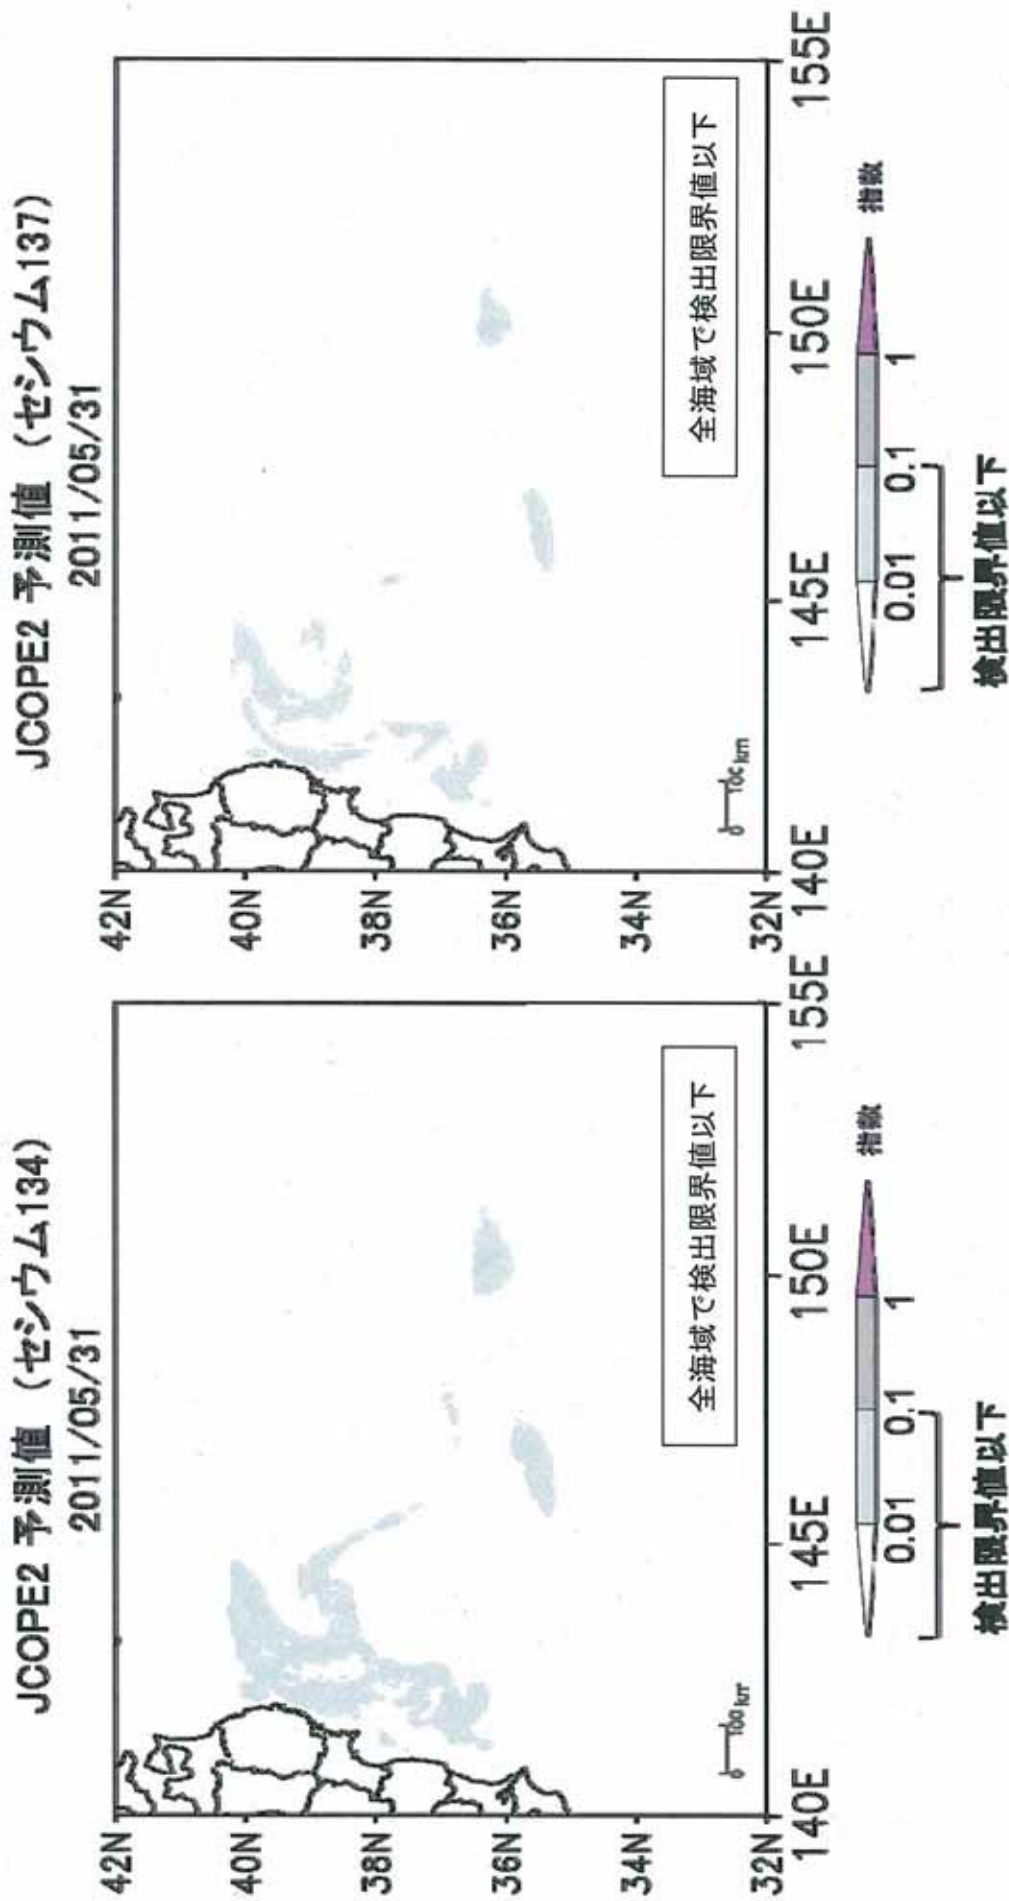 JCOPE2 予測値 (セシウム134)
2011/05/31
42N
40N
38N
36N
34N
32N
140E
145E
150E
155E
全海域で検出限界値以下
0.01
0.1
1
指数
検出限界値以下
JCOPE2 予測値 (セシウム137)
2011/05/31
42N
40N
38N
36N
34N
32N
140E
145E
150E
155E
全海域で検出限界値以下
0.01
0.1
1
指数
検出限界値以下